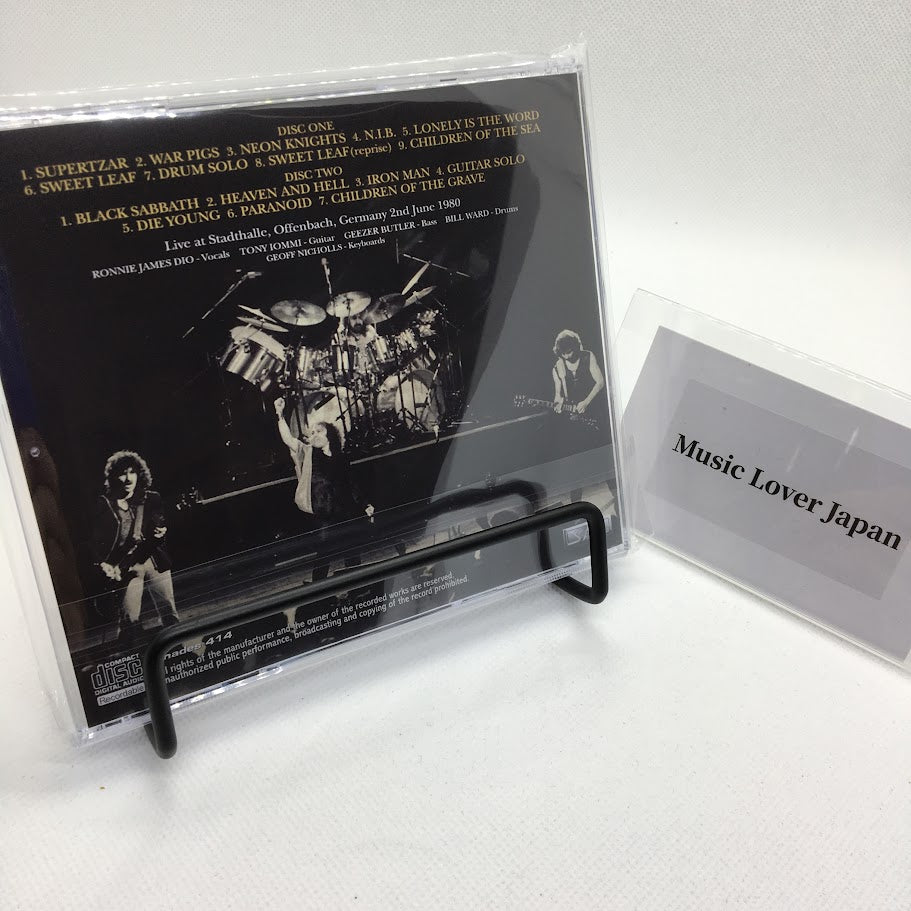 DISC ONE
1. SUPERTZAR 2. WAR PIGS 3. NEON KNIGHTS 4. N.I.B. 5. LONELY IS THE WORD
6. SWEET LEAF 7. DRUM SOLO 8. SWEET LEAF(reprise) 9. CHILDREN OF THE SEA
DISC TWO
1. BLACK SABBATH 2. HEAVEN AND HELL 3. IRON MAN 4. GUITAR SOLO
5. DIE YOUNG 6. PARANOID 7. CHILDREN OF THE GRAVE
Live at Stadthalle, Offenbach, Germany 2nd June 1980
RONNIE JAMES DIO - Vocals TONY IOMMI - Guitar GEEZER BUTLER - Bass BILL WARD - Drums
GEOFF NICHOLLS - Keyboards
414
rights of the manufacturer and the owner of the recorded works are reserved.
public performance, broadcasting and copying of the record prohibited.
COMPACT
disc
DIGITAL AUDIO
Recordable
Music Lover Japan